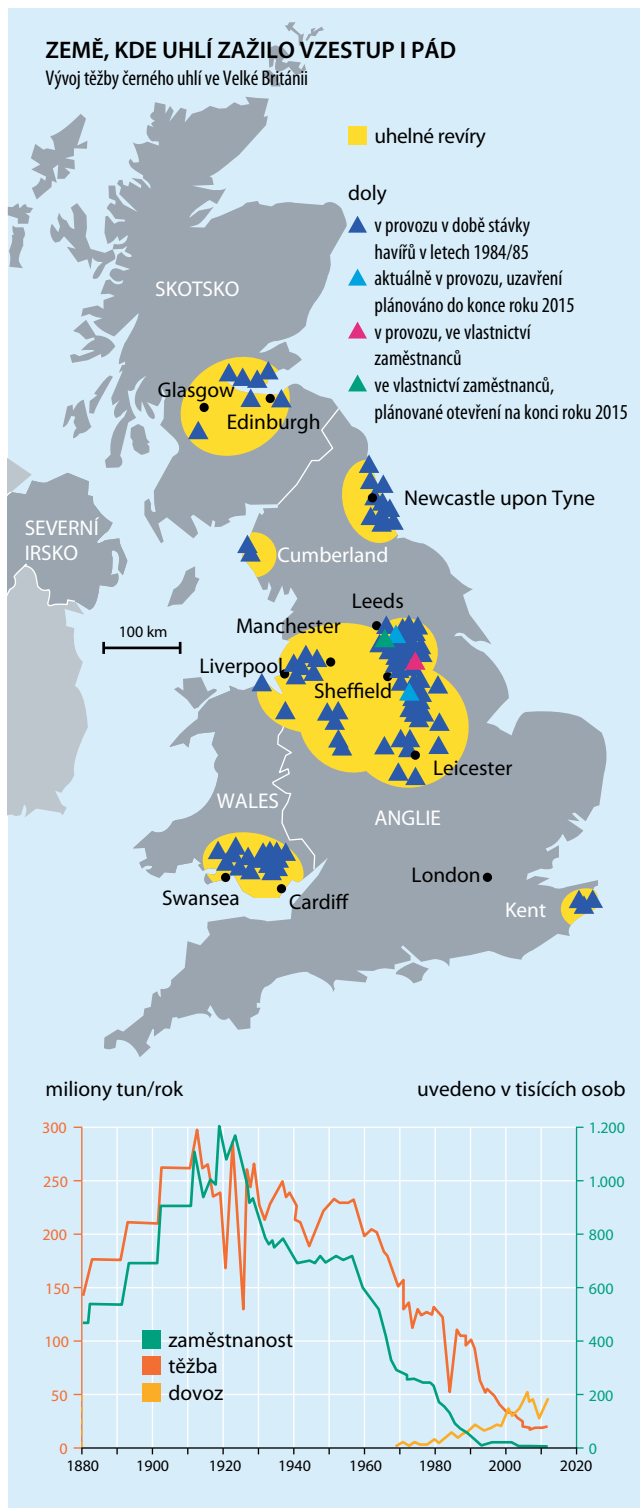 ZEMĚ, KDE UHLÍ ZAŽILO VZESTUP I PÁD
Vývoj těžby černého uhlí ve Velké Británii
uhelné revíry
doly
v provozu v době stávky
havířů v letech 1984/85
aktuálně v provozu, uzavření
plánováno do konce roku 2015
v provozu, ve vlastnictví
zaměstnanců
ve vlastnictví zaměstnanců,
plánované otevření na konci roku 2015
SKOTSKO
Glasgow
Edinburgh
Newcastle upon Tyne
SEVERNÍ
IRSKO
Cumberland
Leeds
100 km
Manchester
Liverpool
Sheffield
Leicester
WALES
ANGLIE
London
Swansea
Cardiff
Kent
miliony tun/rok
uvedeno v tisících osob
300
250
200
150
100
50
0
1.200
1.000
800
600
400
200
0
zaměstnanost
těžba
dovoz
1880
1900
1920
1940
1960
1980
2000
2020